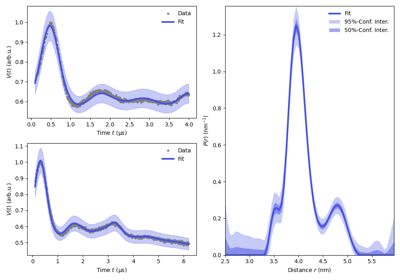 Data
Fit
1.0
0.9
0.8
0.7
0.6
V(t) (arb.u.)
0.0 0.5 1.0 1.5 2.0 2.5 3.0 3.5 4.0
Time t (μs)
Data
Fit
1.1
1.0
0.9
0.8
0.7
0.6
0.5
V(t) (arb.u.)
0 1 2 3 4 5 6
Time t (μs)
Fit
95%-Conf. Inter.
50%-Conf. Inter.
1.2
1.0
0.8
0.6
0.4
0.2
0.0
P(r) (nm⁻¹)
2.5 3.0 3.5 4.0 4.5 5.0 5.5
Distance r (nm)